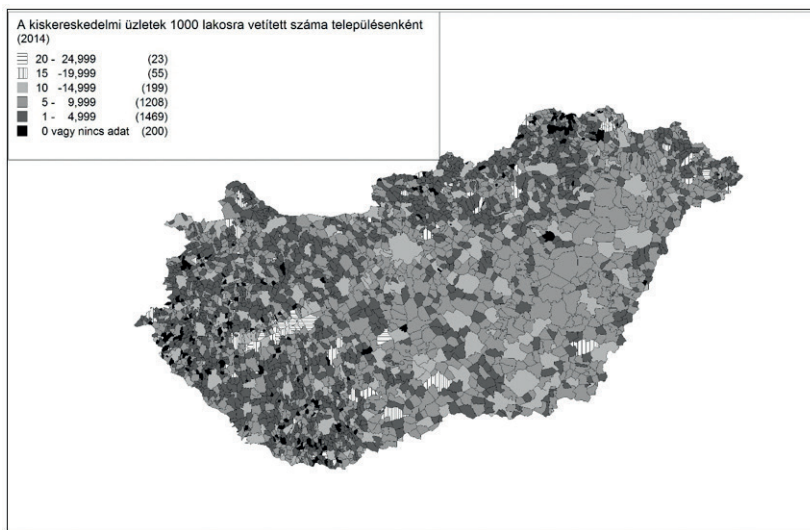 A kiskereskedelmi üzletek 1000 lakosra vetített száma településenként
(2014)
20 - 24,999 (23)
15 -19,999 (55)
10 -14,999 (199)
5 - 9,999 (1208)
1 - 4,999 (1469)
0 vagy nincs adat (200)